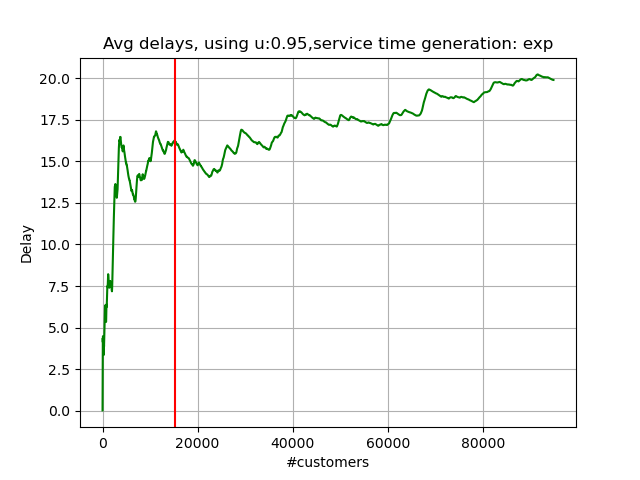 Avg delays, using u:0.95,service time generation: exp
20.0
17.5
15.0
12.5
10.0
7.5
5.0
2.5
0.0
Delay
0 20000 40000 60000 80000
#customers